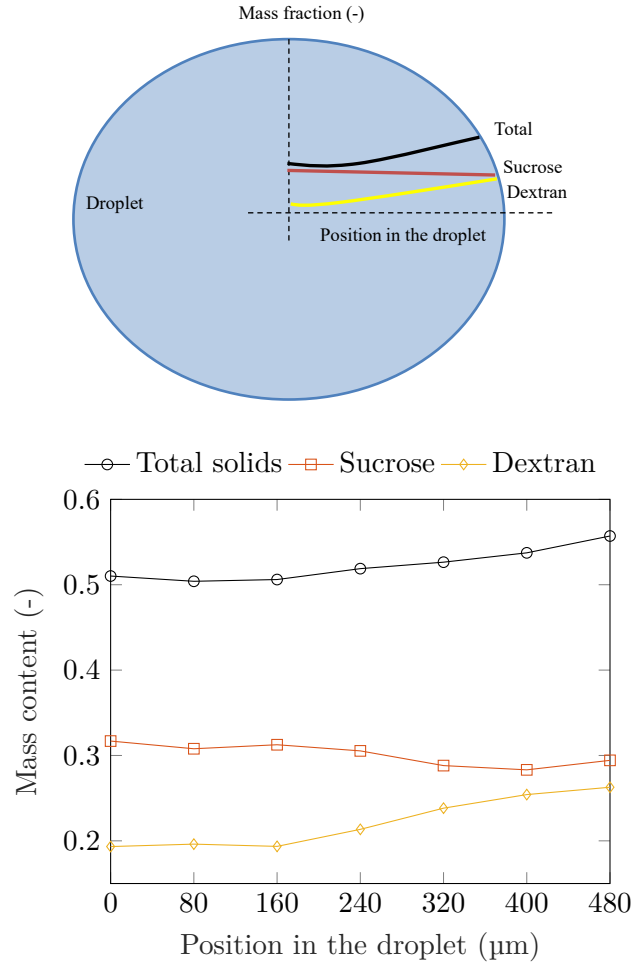 Mass fraction (-)
Total
Sucrose
Dextran
Droplet
Position in the droplet
Total solids Sucrose Dextran
0.6
0.5
0.4
0.3
0.2
Mass content (-)
0 80 160 240 320 400 480
Position in the droplet (µm)